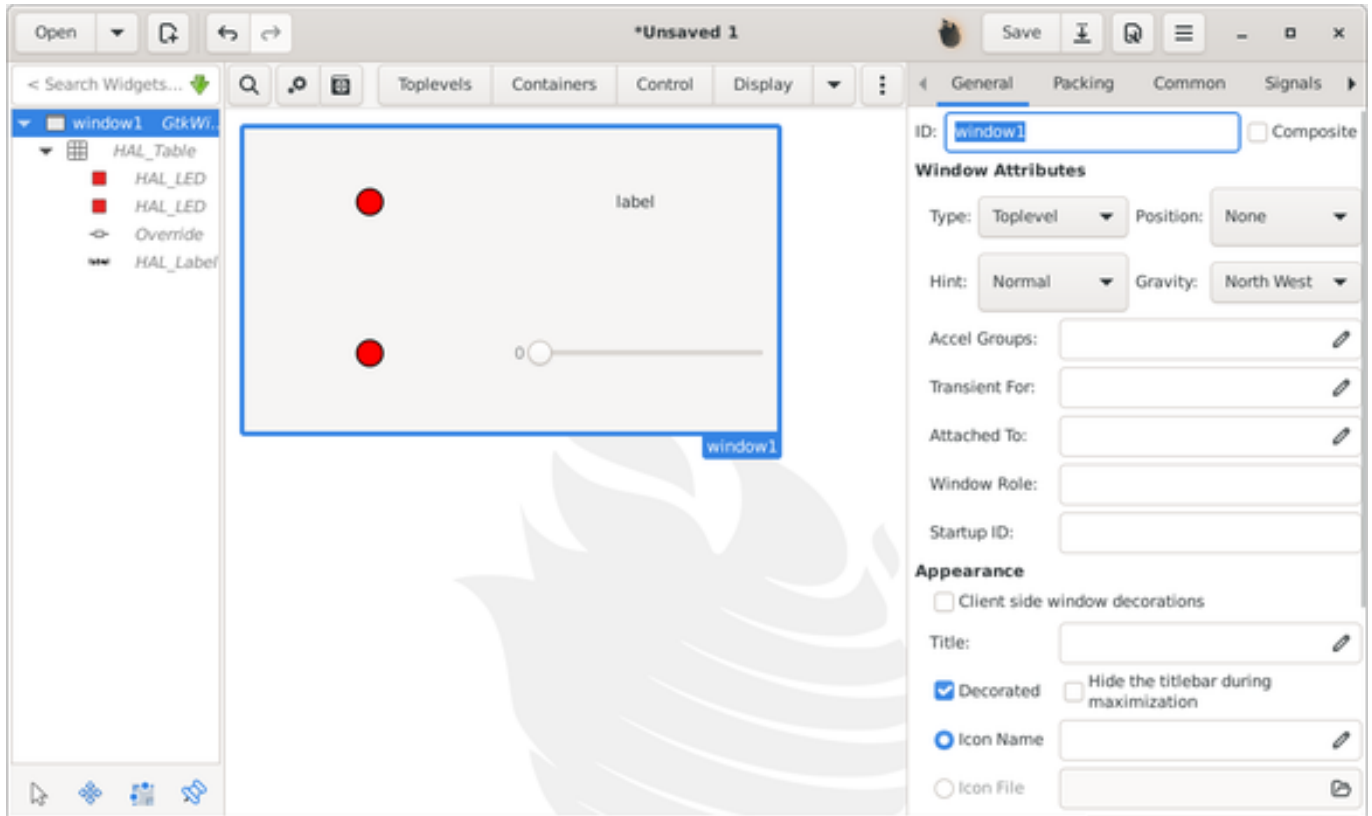 Open *Unsaved 1 Save
< Search Widgets... Toplevels Containers Control Display General Packing Common Signals
window1 GtkWi..
HAL_Table
HAL_LED
HAL_LED
Override
HAL_Label
label
0
window1
ID: window1 Composite
Window Attributes
Type: Toplevel Position: None
Hint: Normal Gravity: North West
Accel Groups:
Transient For:
Attached To:
Window Role:
Startup ID:
Appearance
Client side window decorations
Title:
Decorated Hide the titlebar during
maximization
Icon Name
Icon File